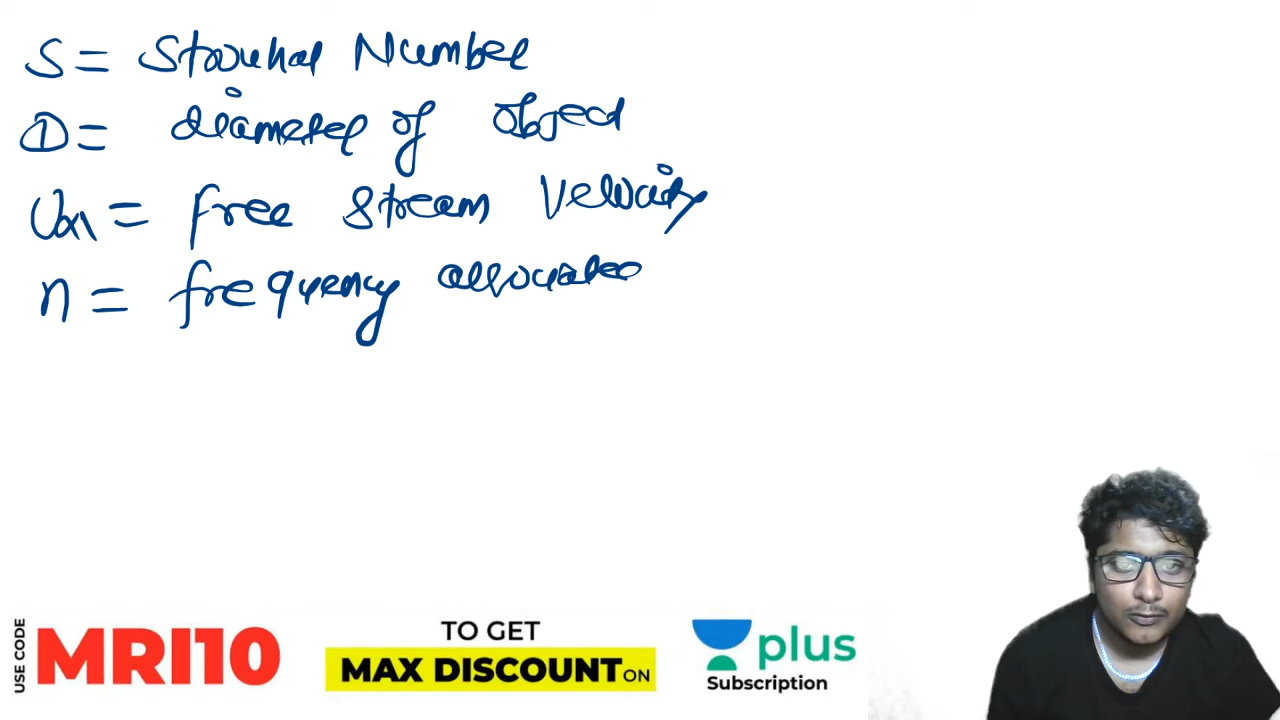 S = Strouhal Number
D = diameter of object
U∞ = free stream velocity
n = frequency associated
USE CODE
MRI10
TO GET
MAX DISCOUNT ON
plus
Subscription